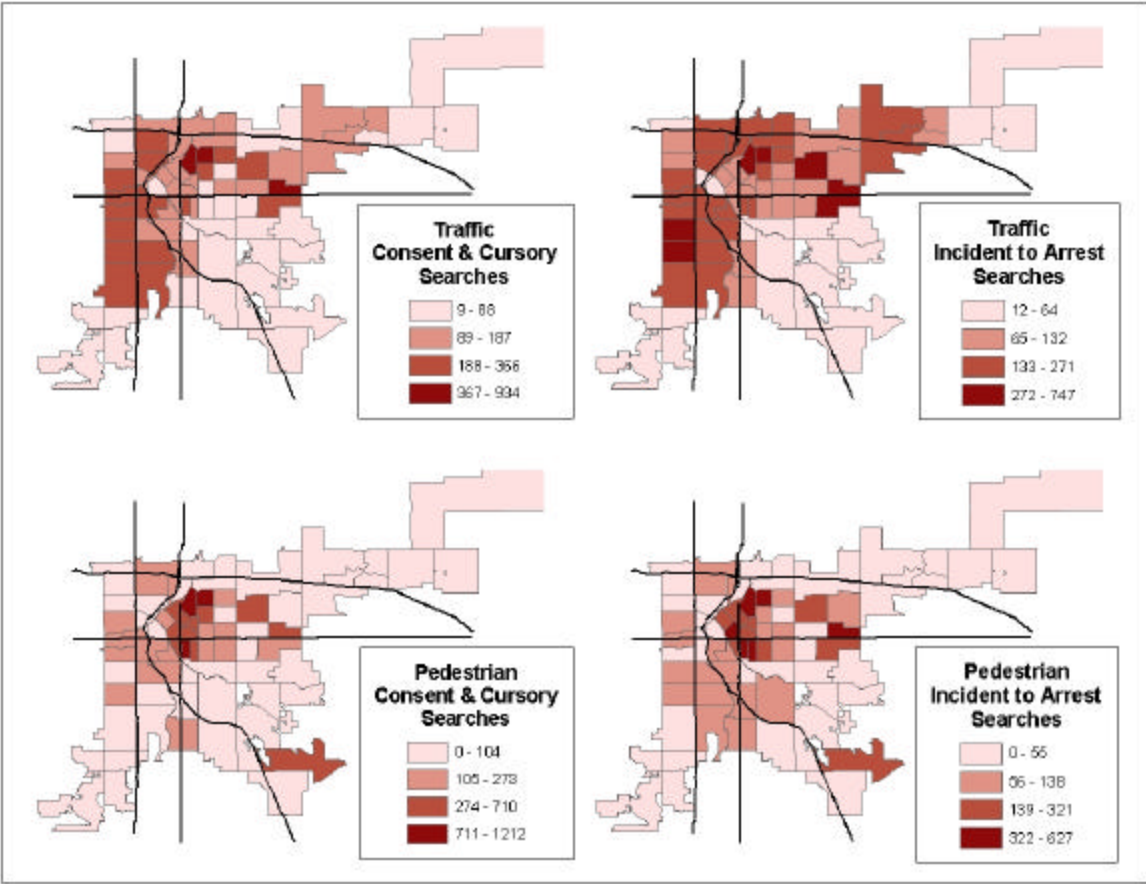 Traffic
Consent & Cursory
Searches
9 - 88
89 - 187
188 - 366
367 - 934
Traffic
Incident to Arrest
Searches
12 - 64
65 - 132
133 - 271
272 - 747
Pedestrian
Consent & Cursory
Searches
0 - 104
105 - 273
274 - 710
711 - 1212
Pedestrian
Incident to Arrest
Searches
0 - 55
56 - 138
139 - 321
322 - 627